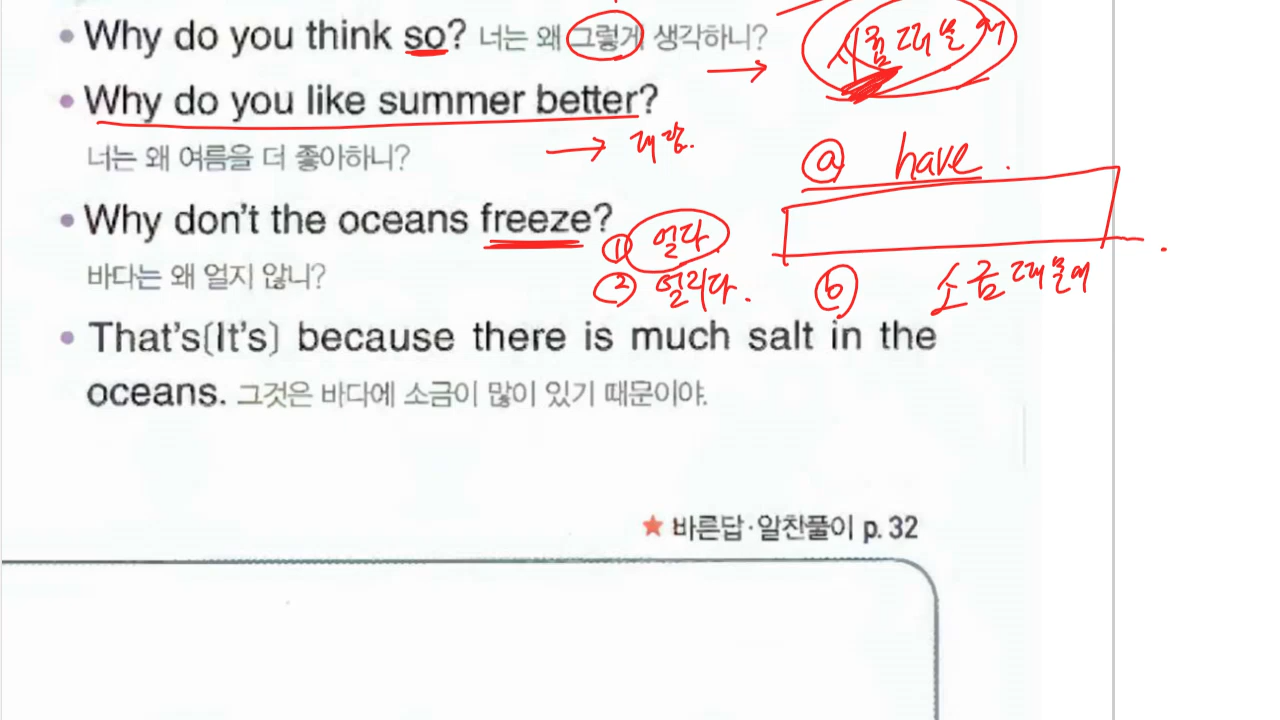 • Why do you think so? 너는 왜 그렇게 생각하니?
때문에
• Why do you like summer better?
너는 왜 여름을 더 좋아하니? → 대답.
ⓐ have.
• Why don't the oceans freeze?
① 얼다
바다는 왜 얼지 않니?
② 얼리다.
ⓑ 소금 때문에
• That's(It's) because there is much salt in the
oceans. 그것은 바다에 소금이 많이 있기 때문이야.
★ 바른답·알찬풀이 p. 32